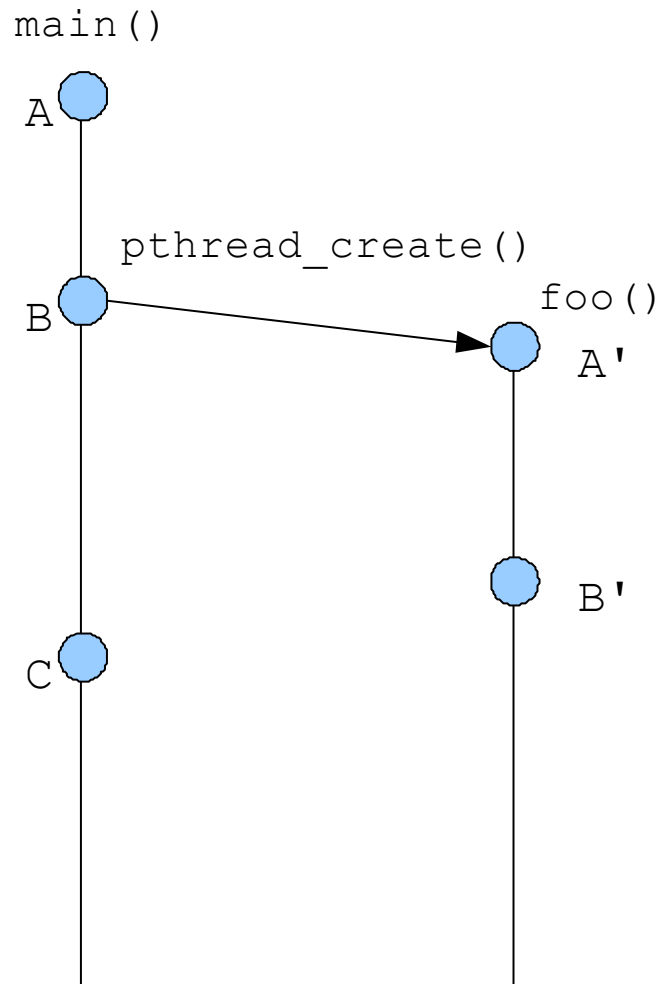 main()
A
pthread_create()
foo()
B
A'
B'
C